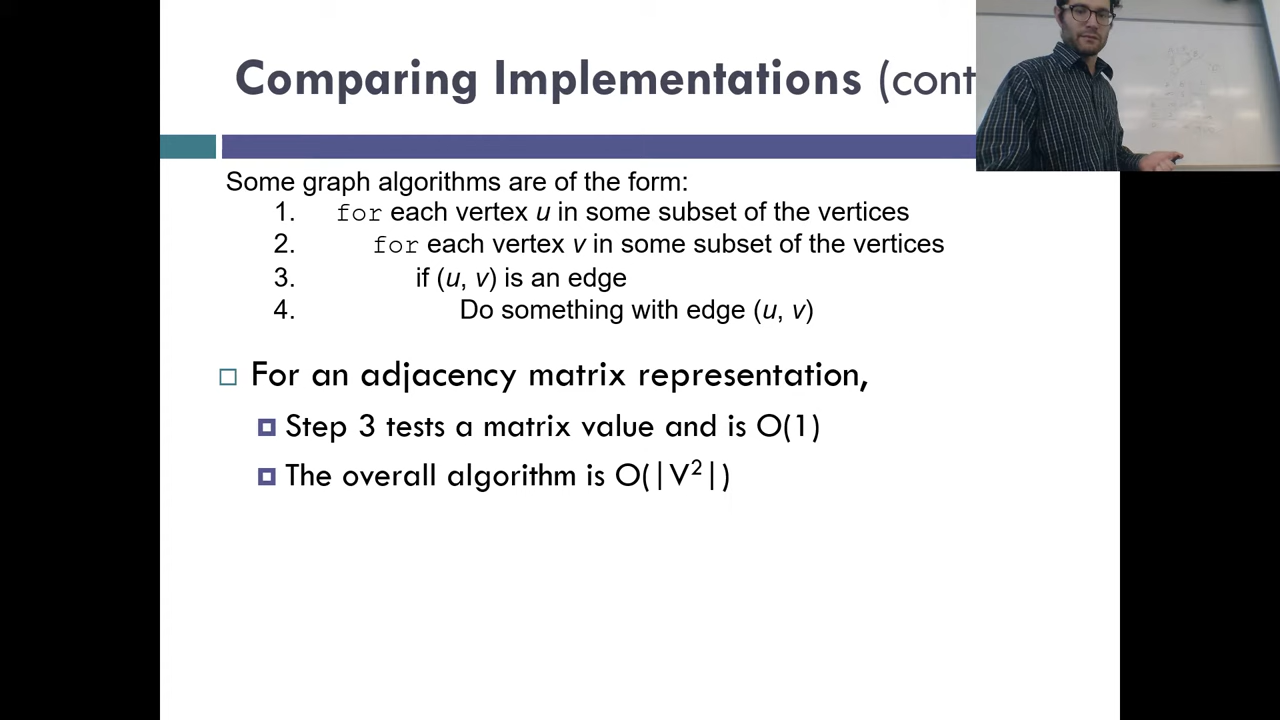 Comparing Implementations (cont
Some graph algorithms are of the form:
1. for each vertex u in some subset of the vertices
2. for each vertex v in some subset of the vertices
3. if (u, v) is an edge
4. Do something with edge (u, v)
For an adjacency matrix representation,
Step 3 tests a matrix value and is O(1)
The overall algorithm is O(|V²|)